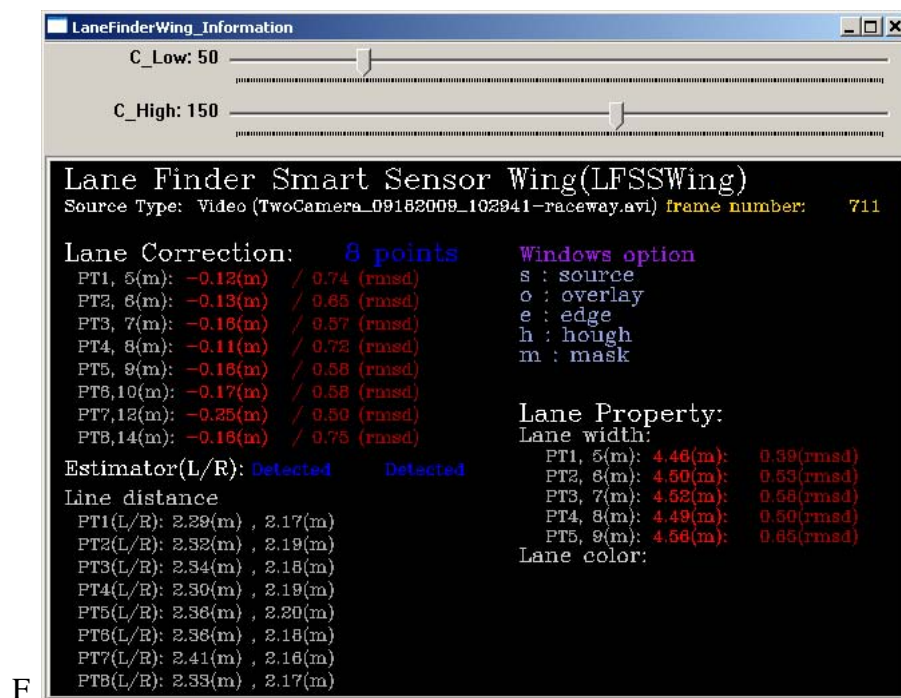 LaneFinderWing_Information
C_Low: 50
C_High: 150
Lane Finder Smart Sensor Wing(LFSSWing)
Source Type: Video (TwoCamera_09182009_102941-raceway.avi) frame number: 711
Lane Correction: 8 points
PT1, 5(m): -0.12(m) / 0.74 (rmsd)
PT2, 6(m): -0.13(m) / 0.65 (rmsd)
PT3, 7(m): -0.16(m) / 0.57 (rmsd)
PT4, 8(m): -0.11(m) / 0.72 (rmsd)
PT5, 9(m): -0.16(m) / 0.58 (rmsd)
PT6,10(m): -0.17(m) / 0.58 (rmsd)
PT7,12(m): -0.25(m) / 0.50 (rmsd)
PT8,14(m): -0.16(m) / 0.75 (rmsd)
Estimator(L/R): Detected Detected
Line distance
PT1(L/R): 2.29(m) , 2.17(m)
PT2(L/R): 2.32(m) , 2.19(m)
PT3(L/R): 2.34(m) , 2.18(m)
PT4(L/R): 2.30(m) , 2.19(m)
PT5(L/R): 2.36(m) , 2.20(m)
PT6(L/R): 2.36(m) , 2.18(m)
PT7(L/R): 2.41(m) , 2.16(m)
PT8(L/R): 2.33(m) , 2.17(m)
Windows option
s : source
o : overlay
e : edge
h : hough
m : mask
Lane Property:
Lane width:
PT1, 5(m): 4.46(m): 0.39(rmsd)
PT2, 6(m): 4.50(m): 0.53(rmsd)
PT3, 7(m): 4.52(m): 0.58(rmsd)
PT4, 8(m): 4.49(m): 0.50(rmsd)
PT5, 9(m): 4.56(m): 0.65(rmsd)
Lane color:
F